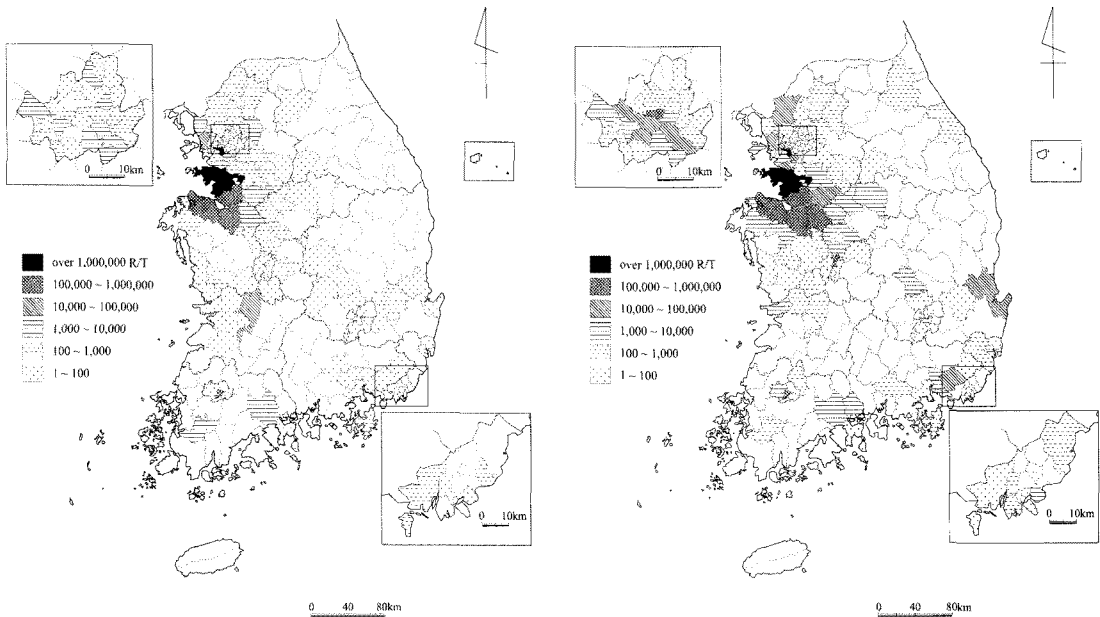 0 10km
over 1,000,000 R/T
100,000 ~ 1,000,000
10,000 ~ 100,000
1,000 ~ 10,000
100 ~ 1,000
1 ~ 100
0 10km
0 40 80km
0 10km
over 1,000,000 R/T
100,000 ~ 1,000,000
10,000 ~ 100,000
1,000 ~ 10,000
100 ~ 1,000
1 ~ 100
0 10km
0 40 80km